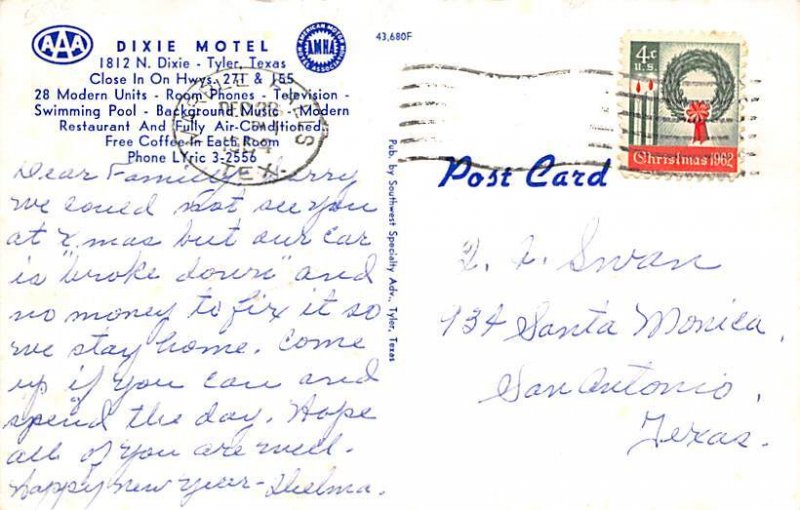 AAA
DIXIE MOTEL
AMHA
1812 N. Dixie - Tyler, Texas
Close In On Hwys. 271 & 155
28 Modern Units - Room Phones - Television -
Swimming Pool - Background Music - Modern
Restaurant And Fully Air-Conditioned.
Free Coffee in Each Room
Phone LYric 3-2556
43,680F
Dear Family, Sorry
we could not see you
at X mas but our car
is "broke down" and
no money to fix it so
we stay home. Come
up if you can and
spend the day. Hope
all of you are well.
Happy new year - Thelma.
Pub. by Southwest Specialty Adv., Tyler, Texas
4c
U.S.
Christmas 1962
Post Card
Swan
134 Santa Monica,
San Antonio,
Texas.